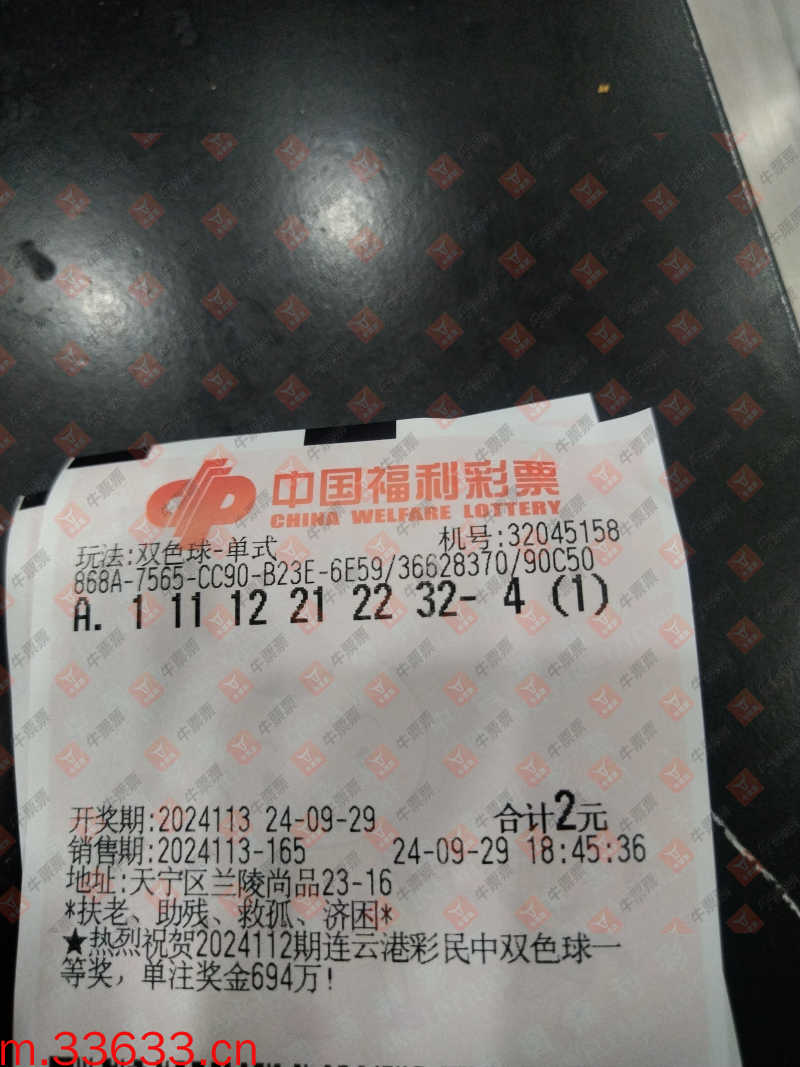 中国福利彩票
CHINA WELFARE LOTTERY
玩法:双色球-单式 机号:32045158
868A-7565-CC90-B23E-6E59/36628370/90C50
A. 1 11 12 21 22 32- 4 (1)
开奖期:2024113 24-09-29 合计2元
销售期:2024113-165 24-09-29 18:45:36
地址:天宁区兰陵尚品23-16
*扶老、助残、救孤、济困*
★热烈祝贺2024112期连云港彩民中双色球一
等奖，单注奖金694万!
m.33633.cn
牛票票